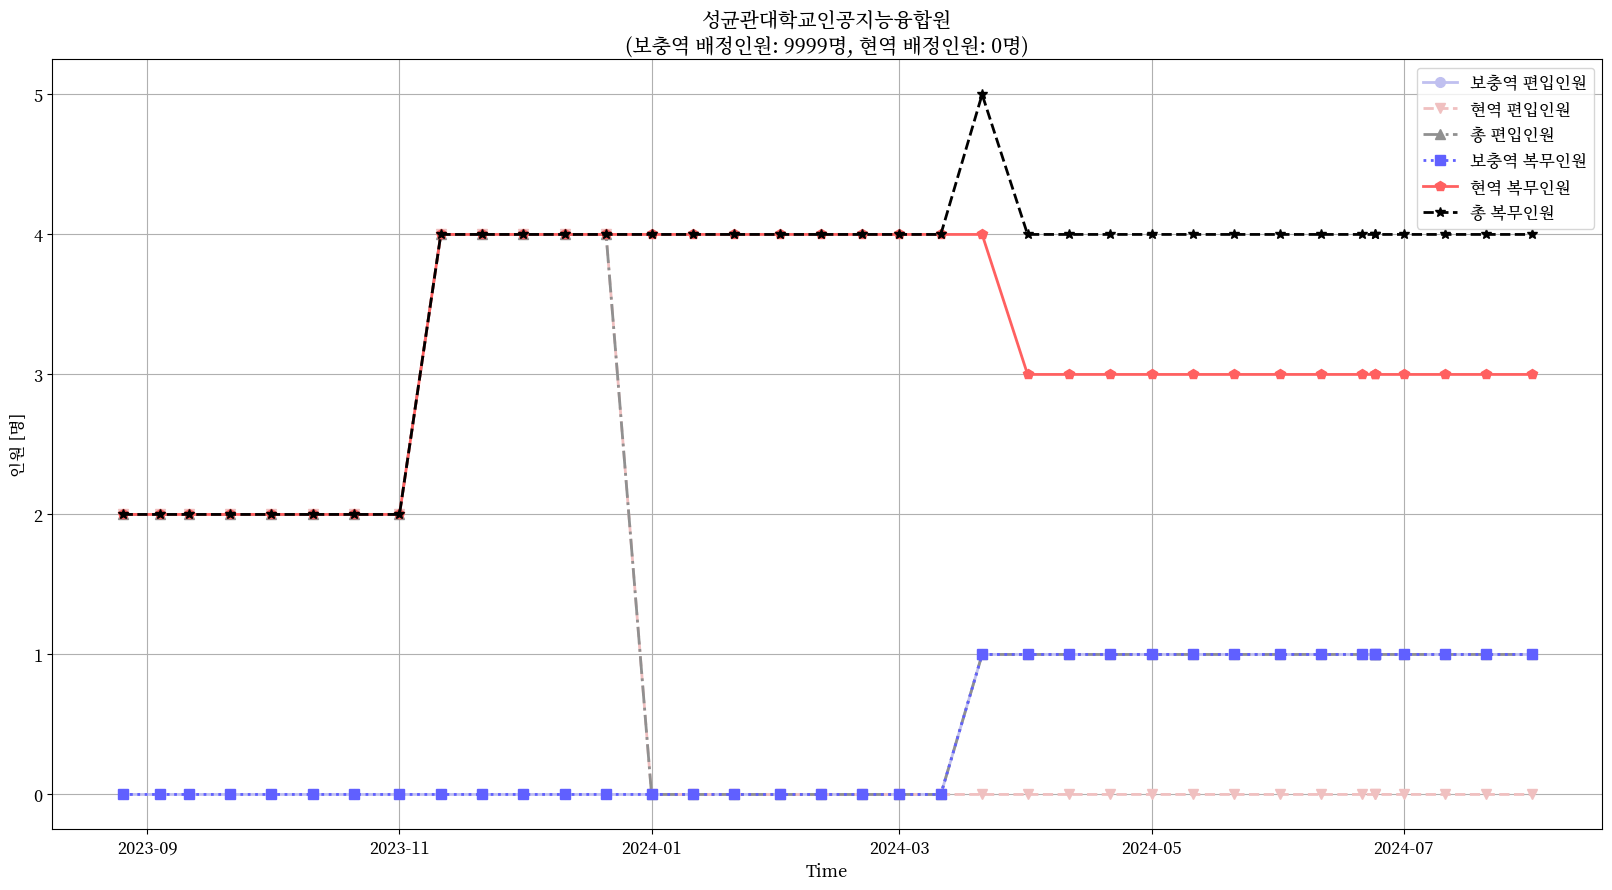 성균관대학교인공지능융합원
(보충역 배정인원: 9999명, 현역 배정인원: 0명)
보충역 편입인원
현역 편입인원
총 편입인원
보충역 복무인원
현역 복무인원
총 복무인원
인원 [명]
5
4
3
2
1
0
2023-09
2023-11
2024-01
2024-03
2024-05
2024-07
Time